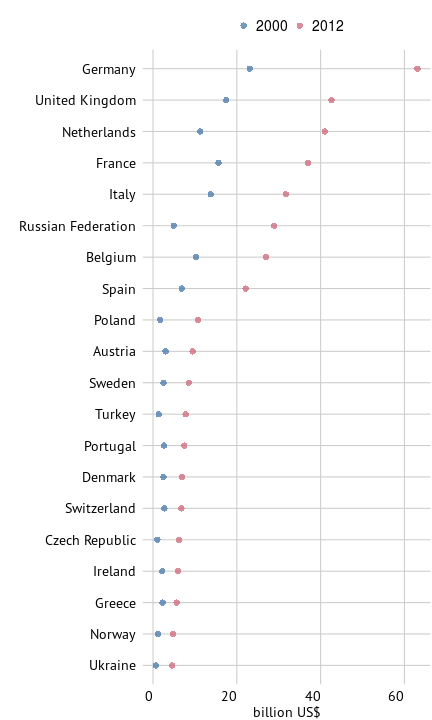 2000 2012
Germany
United Kingdom
Netherlands
France
Italy
Russian Federation
Belgium
Spain
Poland
Austria
Sweden
Turkey
Portugal
Denmark
Switzerland
Czech Republic
Ireland
Greece
Norway
Ukraine
0 20 40 60
billion US$